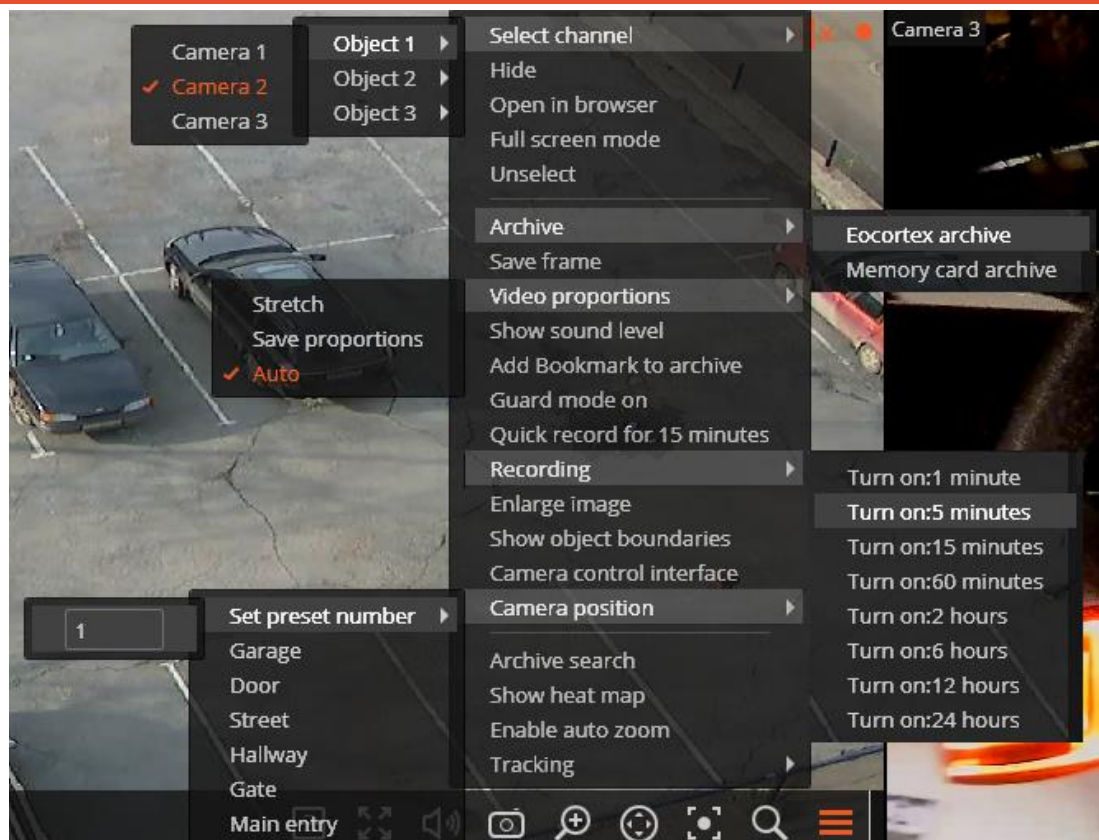 Camera 1
Camera 2
Camera 3
Object 1
Object 2
Object 3
Select channel
Hide
Open in browser
Full screen mode
Unselect
Camera 3
Archive
Save frame
Video proportions
Show sound level
Add Bookmark to archive
Guard mode on
Quick record for 15 minutes
Recording
Enlarge image
Show object boundaries
Camera control interface
Camera position
Archive search
Show heat map
Enable auto zoom
Tracking
Eocortex archive
Memory card archive
Stretch
Save proportions
Auto
Turn on:1 minute
Turn on:5 minutes
Turn on:15 minutes
Turn on:60 minutes
Turn on:2 hours
Turn on:6 hours
Turn on:12 hours
Turn on:24 hours
1
Set preset number
Garage
Door
Street
Hallway
Gate
Main entry